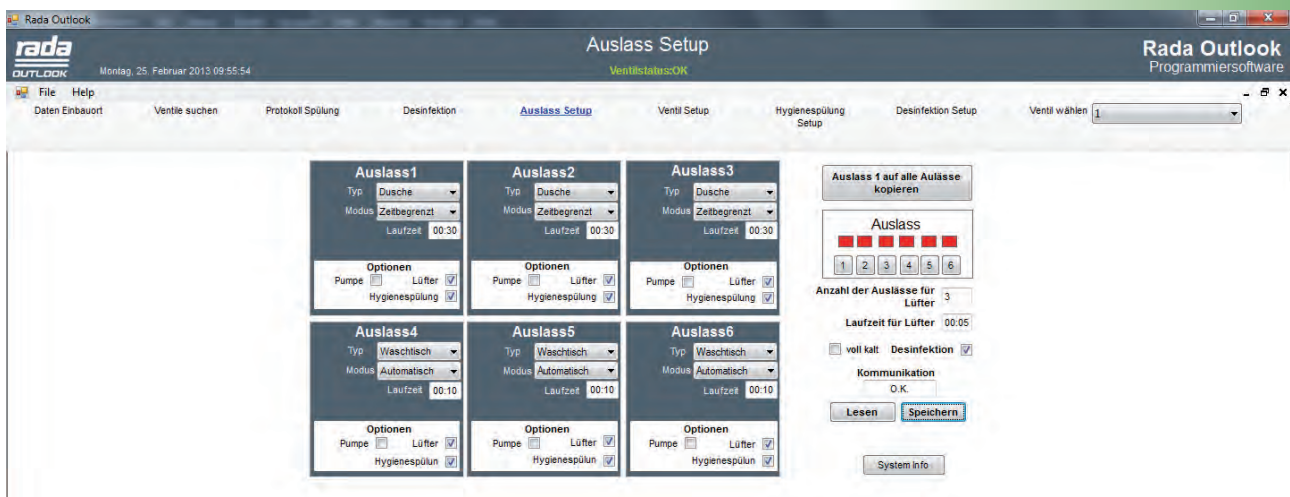 Rada Outlook
rada
OUTLOOK
Montag, 25. Februar 2013 09:55:54
Auslass Setup
Ventilstatus:OK
Rada Outlook
Programmiersoftware
File Help
Daten Einbauort Ventile suchen Protokoll Spülung Desinfektion Auslass Setup Ventil Setup Hygienespülung Setup Desinfektion Setup Ventil wählen 1
Auslass1
Typ Dusche
Modus Zeitbegrenzt
Laufzeit 00:30
Optionen
Pumpe Lüfter
Hygienespülung
Auslass2
Typ Dusche
Modus Zeitbegrenzt
Laufzeit 00:30
Optionen
Pumpe Lüfter
Hygienespülung
Auslass3
Typ Dusche
Modus Zeitbegrenzt
Laufzeit 00:30
Optionen
Pumpe Lüfter
Hygienespülung
Auslass4
Typ Waschtisch
Modus Automatisch
Laufzeit 00:10
Optionen
Pumpe Lüfter
Hygienespülun
Auslass5
Typ Waschtisch
Modus Automatisch
Laufzeit 00:10
Optionen
Pumpe Lüfter
Hygienespülun
Auslass6
Typ Waschtisch
Modus Automatisch
Laufzeit 00:10
Optionen
Pumpe Lüfter
Hygienespülun
Auslass 1 auf alle Aulässe
kopieren
Auslass
1 2 3 4 5 6
Anzahl der Auslässe für
Lüfter 3
Laufzeit für Lüfter 00:05
voll kalt Desinfektion
Kommunikation
O.K.
Lesen Speichern
System info